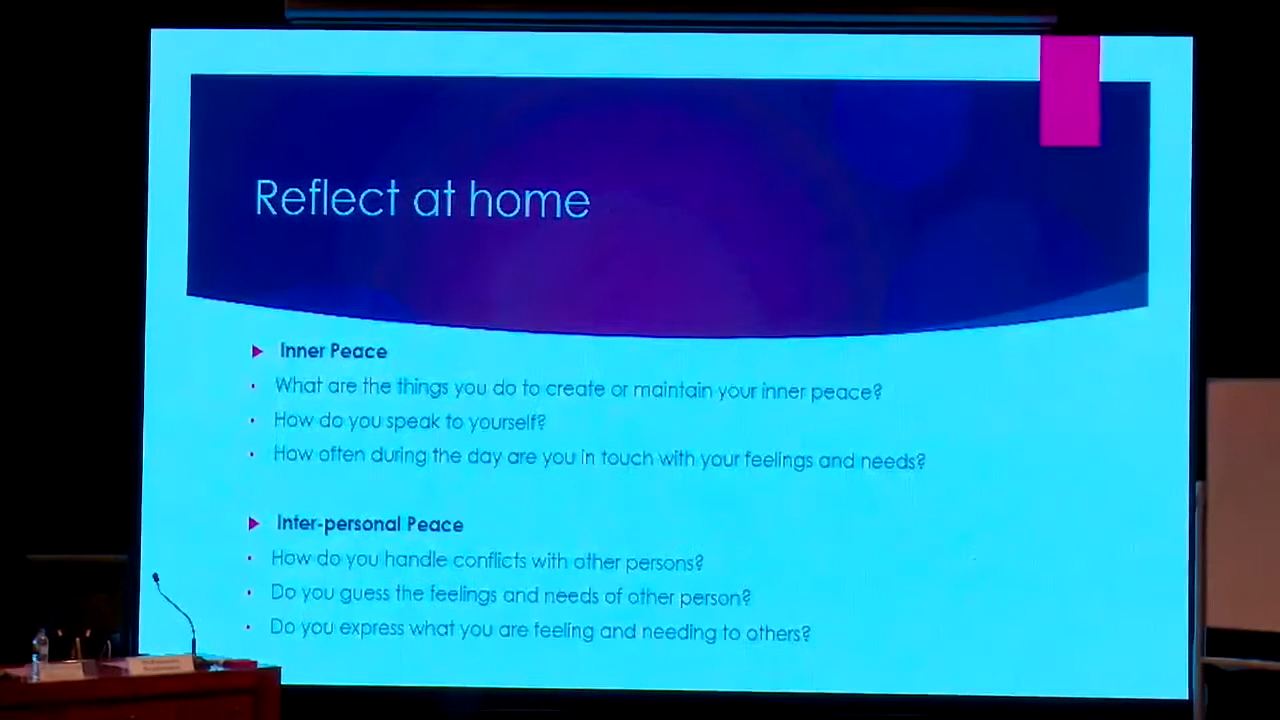 Reflect at home
Inner Peace
What are the things you do to create or maintain your inner peace?
How do you speak to yourself?
How often during the day are you in touch with your feelings and needs?
Inter-personal Peace
How do you handle conflicts with other persons?
Do you guess the feelings and needs of other person?
Do you express what you are feeling and needing to others?